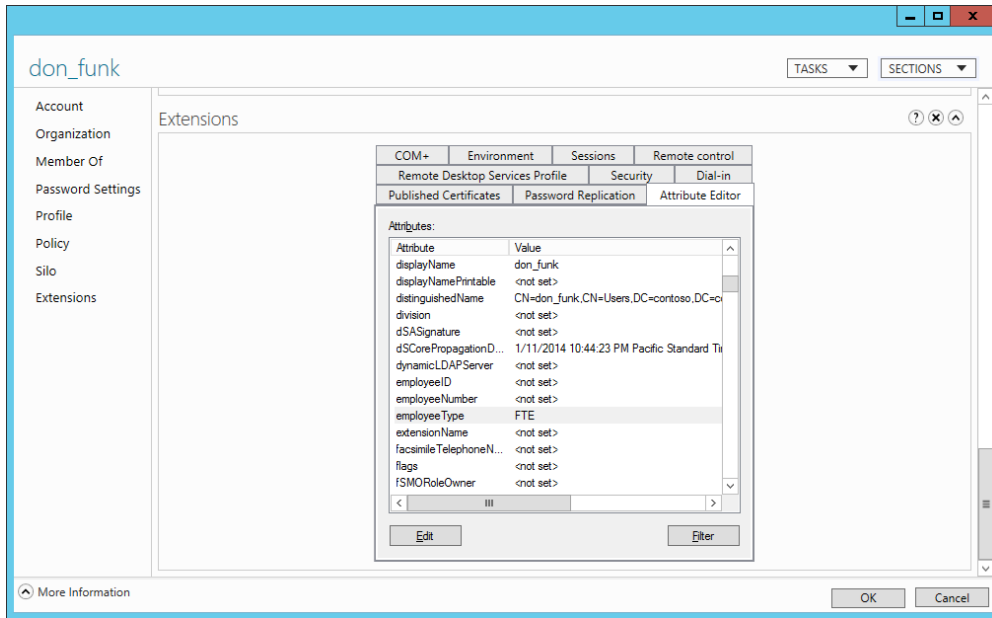 don_funk
TASKS
SECTIONS
Account
Organization
Member Of
Password Settings
Profile
Policy
Silo
Extensions
Extensions
COM+ Environment Sessions Remote control
Remote Desktop Services Profile Security Dial-in
Published Certificates Password Replication Attribute Editor
Attributes:
Attribute Value
displayName don_funk
displayNamePrintable <not set>
distinguishedName CN=don_funk,CN=Users,DC=contoso,DC=c
division <not set>
dSASignature <not set>
dSCorePropagationD... 1/11/2014 10:44:23 PM Pacific Standard Ti
dynamicLDAPServer <not set>
employeeID <not set>
employeeNumber <not set>
employeeType FTE
extensionName <not set>
facsimileTelephoneN... <not set>
flags <not set>
fSMORoleOwner <not set>
Edit Filter
More Information
OK Cancel